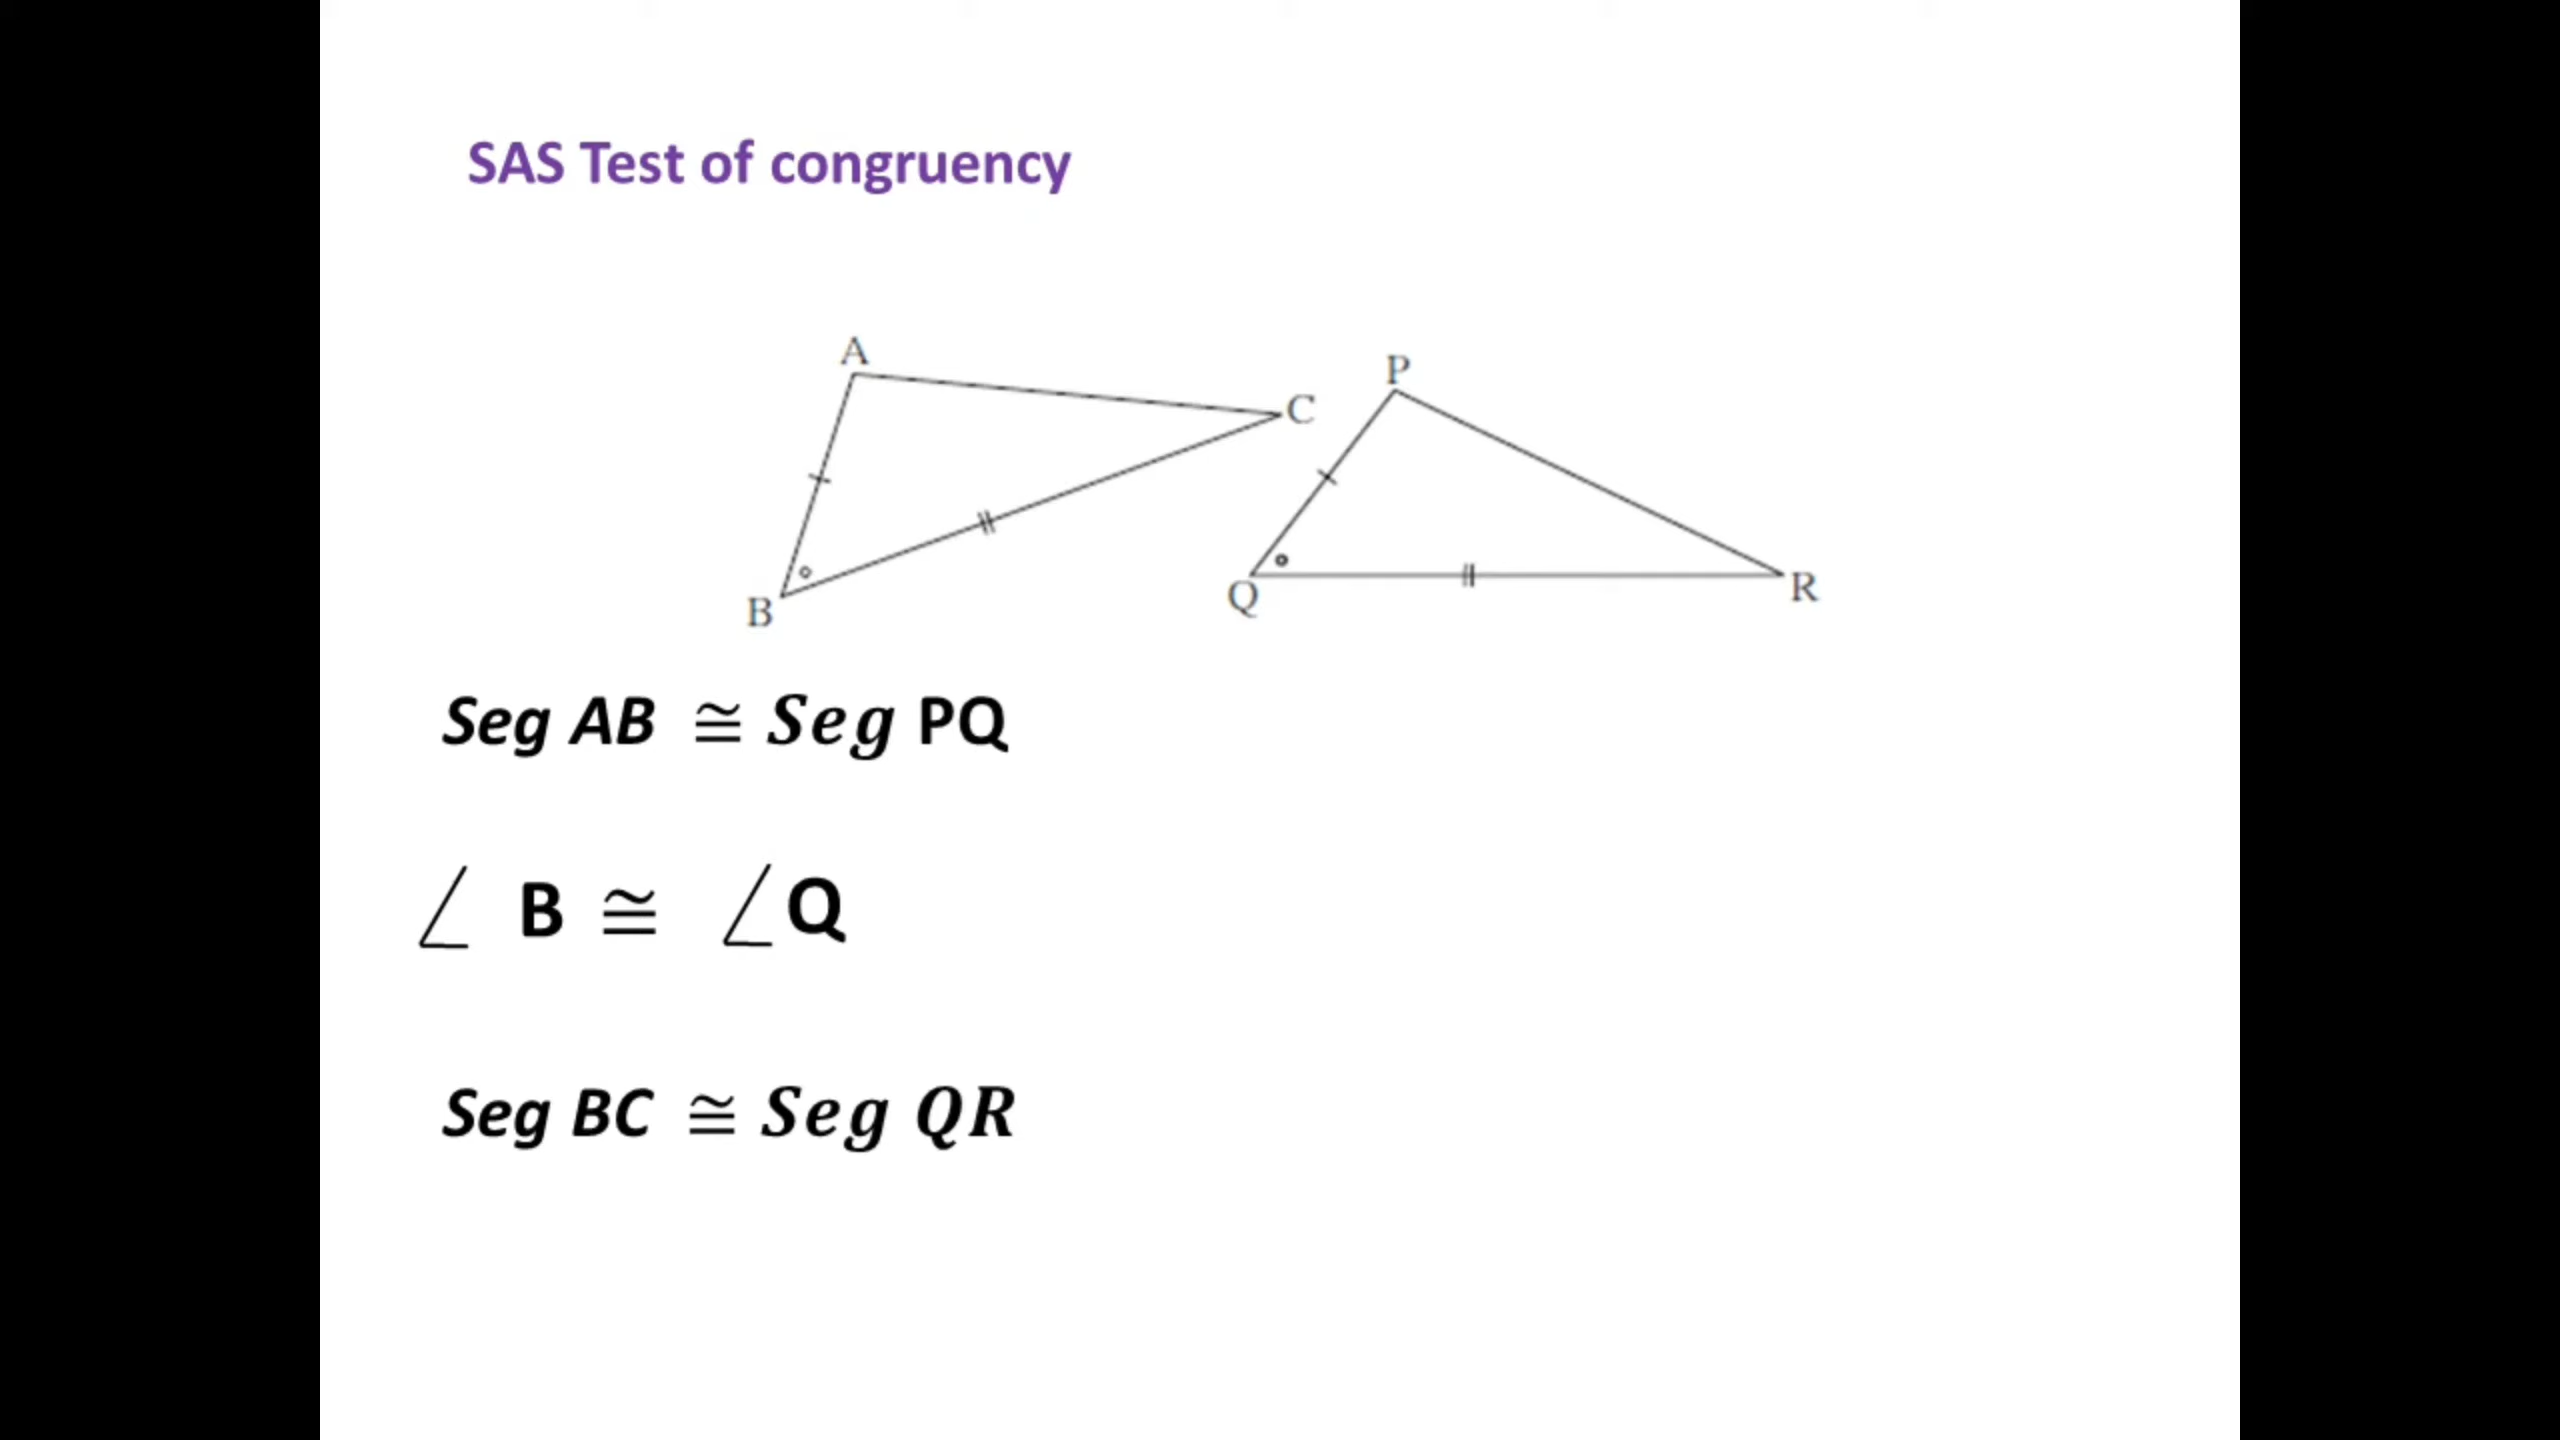 SAS Test of congruency
A
P
C
B
Q
R
Seg AB ≅ Seg PQ
∠ B ≅ ∠Q
Seg BC ≅ Seg QR